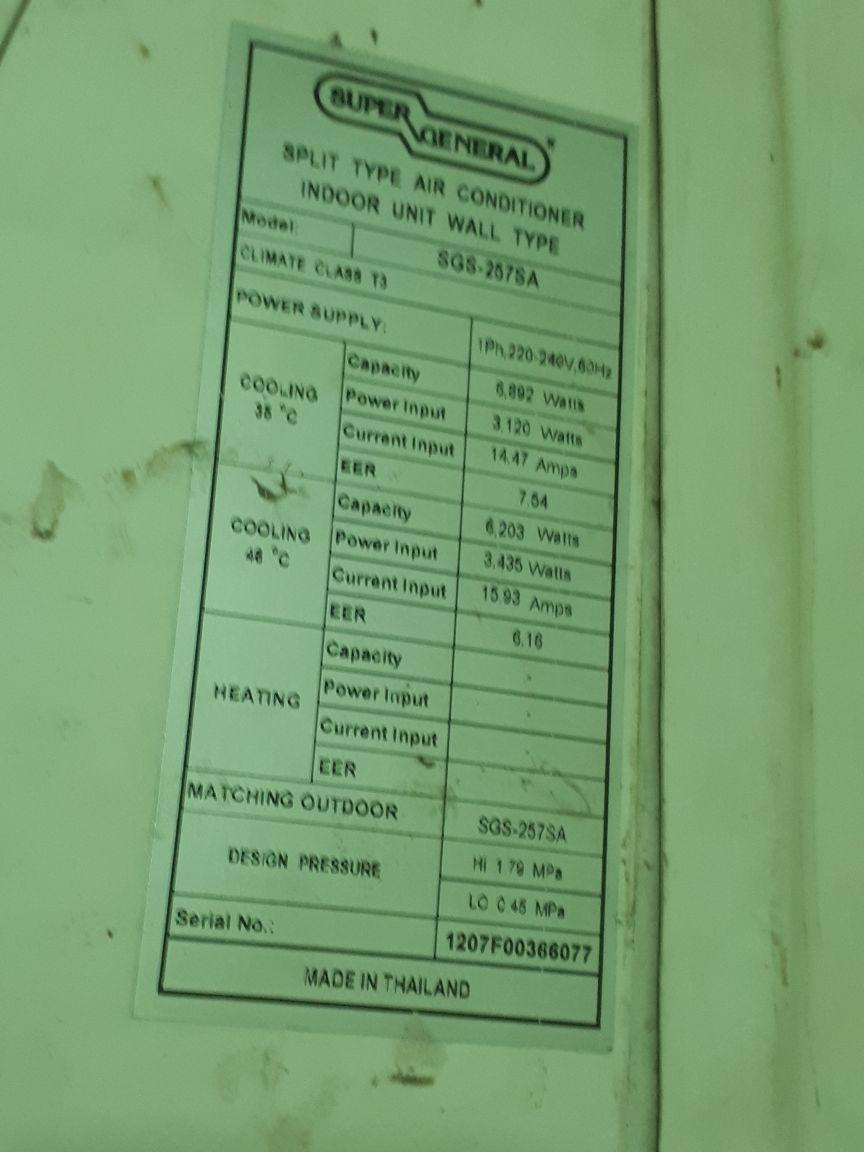 SUPER GENERAL
SPLIT TYPE AIR CONDITIONER
INDOOR UNIT WALL TYPE
Model: SGS-257SA
CLIMATE CLASS T3
POWER SUPPLY: 1Ph,220-240V,60Hz
COOLING 35 °C
Capacity 6,892 Watts
Power Input 3,120 Watts
Current Input 14.47 Amps
EER 7.54
COOLING 46 °C
Capacity 6,203 Watts
Power Input 3,435 Watts
Current Input 15.93 Amps
EER 6.16
HEATING
Capacity
Power Input
Current Input
EER
MATCHING OUTDOOR SGS-257SA
DESIGN PRESSURE
Hi 1.79 MPa
LO 0.45 MPa
Serial No.: 1207F00366077
MADE IN THAILAND